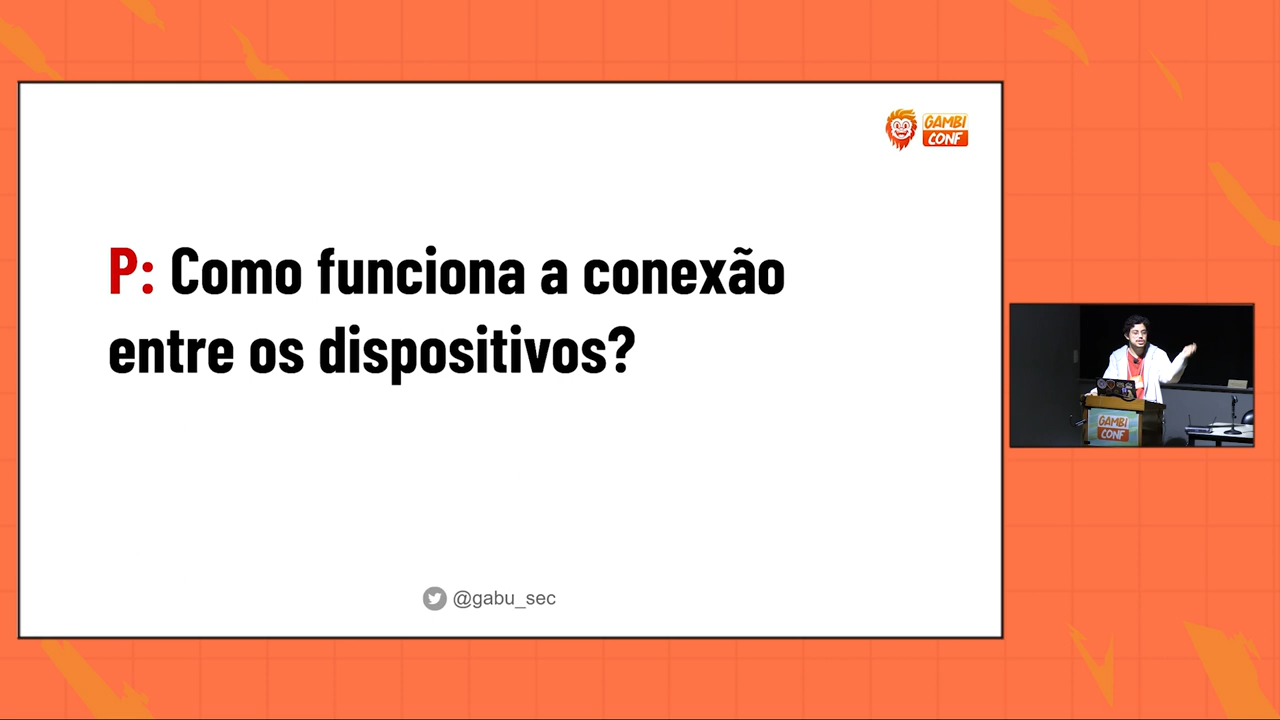 GAMBI
CONF
P: Como funciona a conexão
entre os dispositivos?
@gabu_sec
GAMBI
CONF